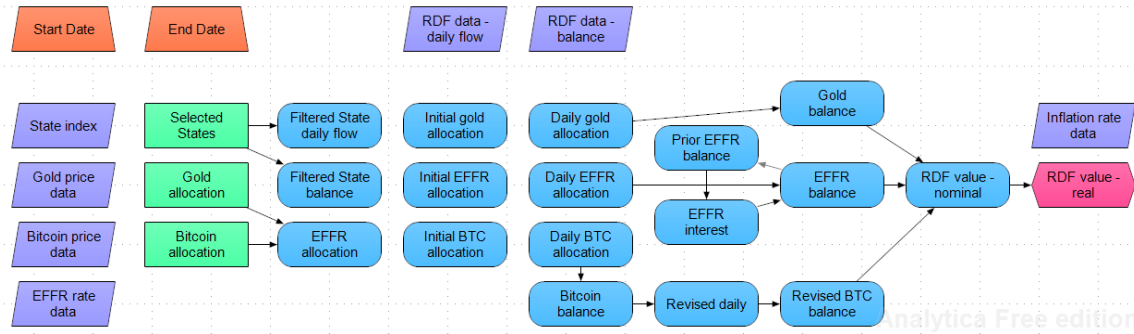 Start Date
End Date
RDF data -
daily flow
RDF data -
balance
State index
Selected
States
Filtered State
daily flow
Initial gold
allocation
Daily gold
allocation
Gold
balance
Inflation rate
data
Prior EFFR
balance
Gold price
data
Gold
allocation
Filtered State
balance
Initial EFFR
allocation
Daily EFFR
allocation
EFFR
balance
RDF value -
nominal
RDF value -
real
EFFR
interest
Bitcoin price
data
Bitcoin
allocation
EFFR
allocation
Initial BTC
allocation
Daily BTC
allocation
EFFR rate
data
Bitcoin
balance
Revised daily
Revised BTC
balance
Analytica Free edition